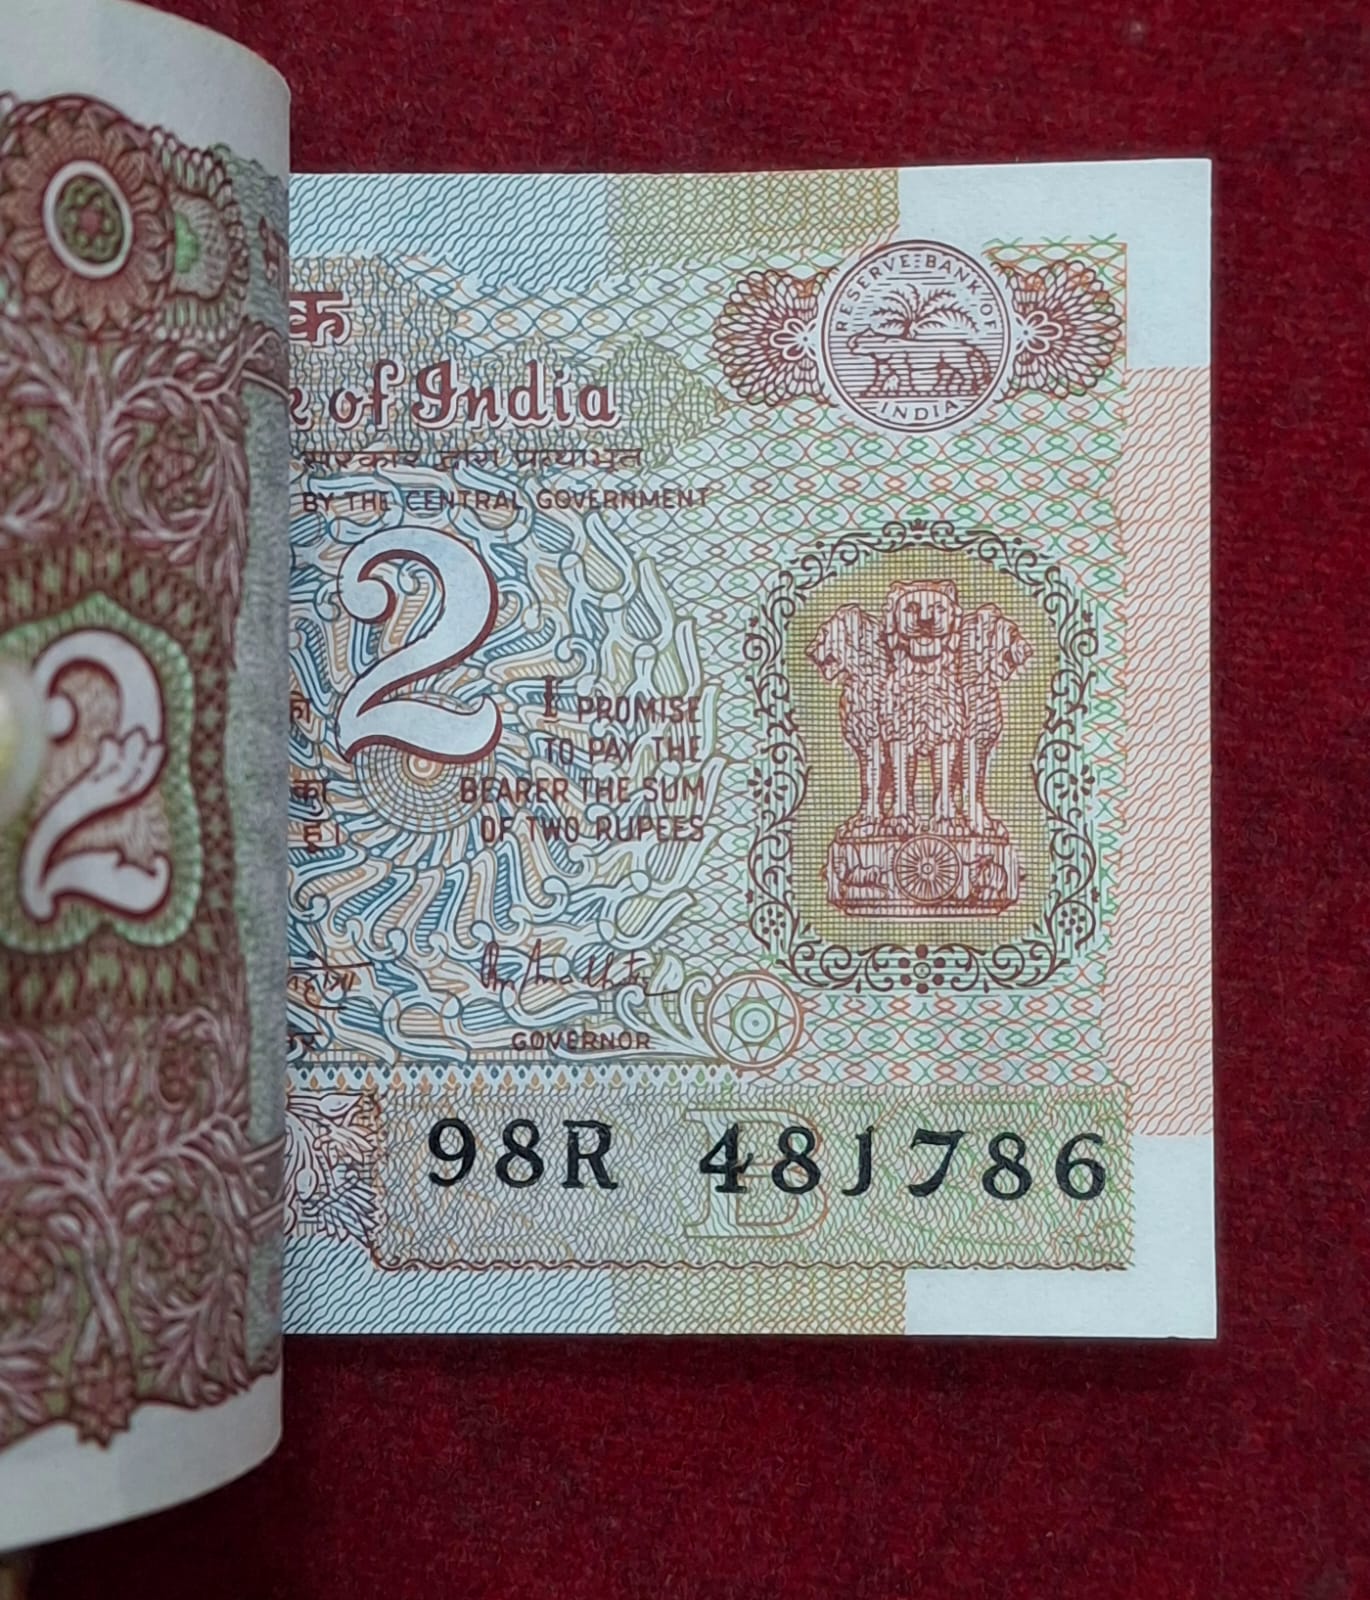 RESERVE BANK OF
INDIA
क
of India
सरकार द्वारा प्रत्याभूत
BY THE CENTRAL GOVERNMENT
2
2
I PROMISE
TO PAY THE
BEARER THE SUM
OF TWO RUPEES
GOVERNOR
B
98R 481786